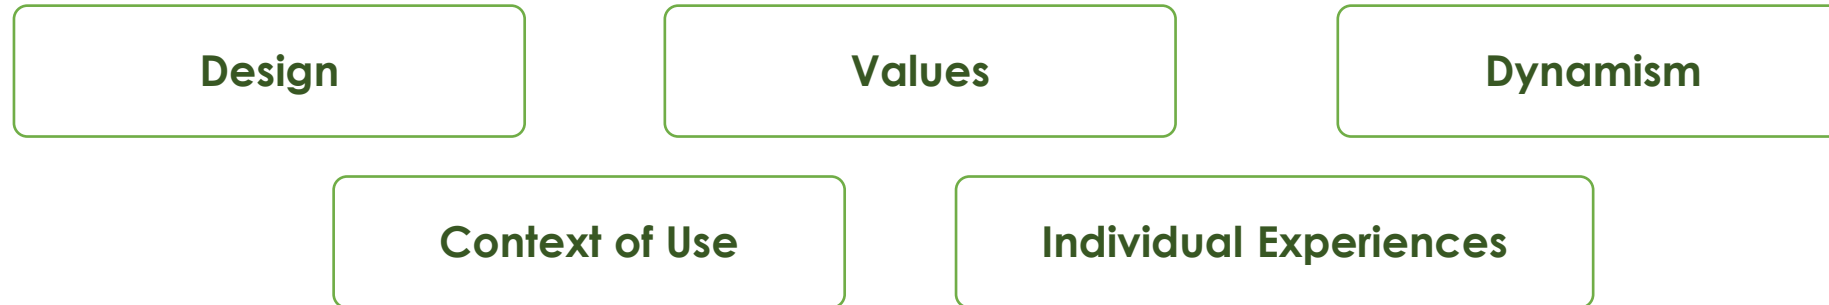 Design
Values
Dynamism
Context of Use
Individual Experiences